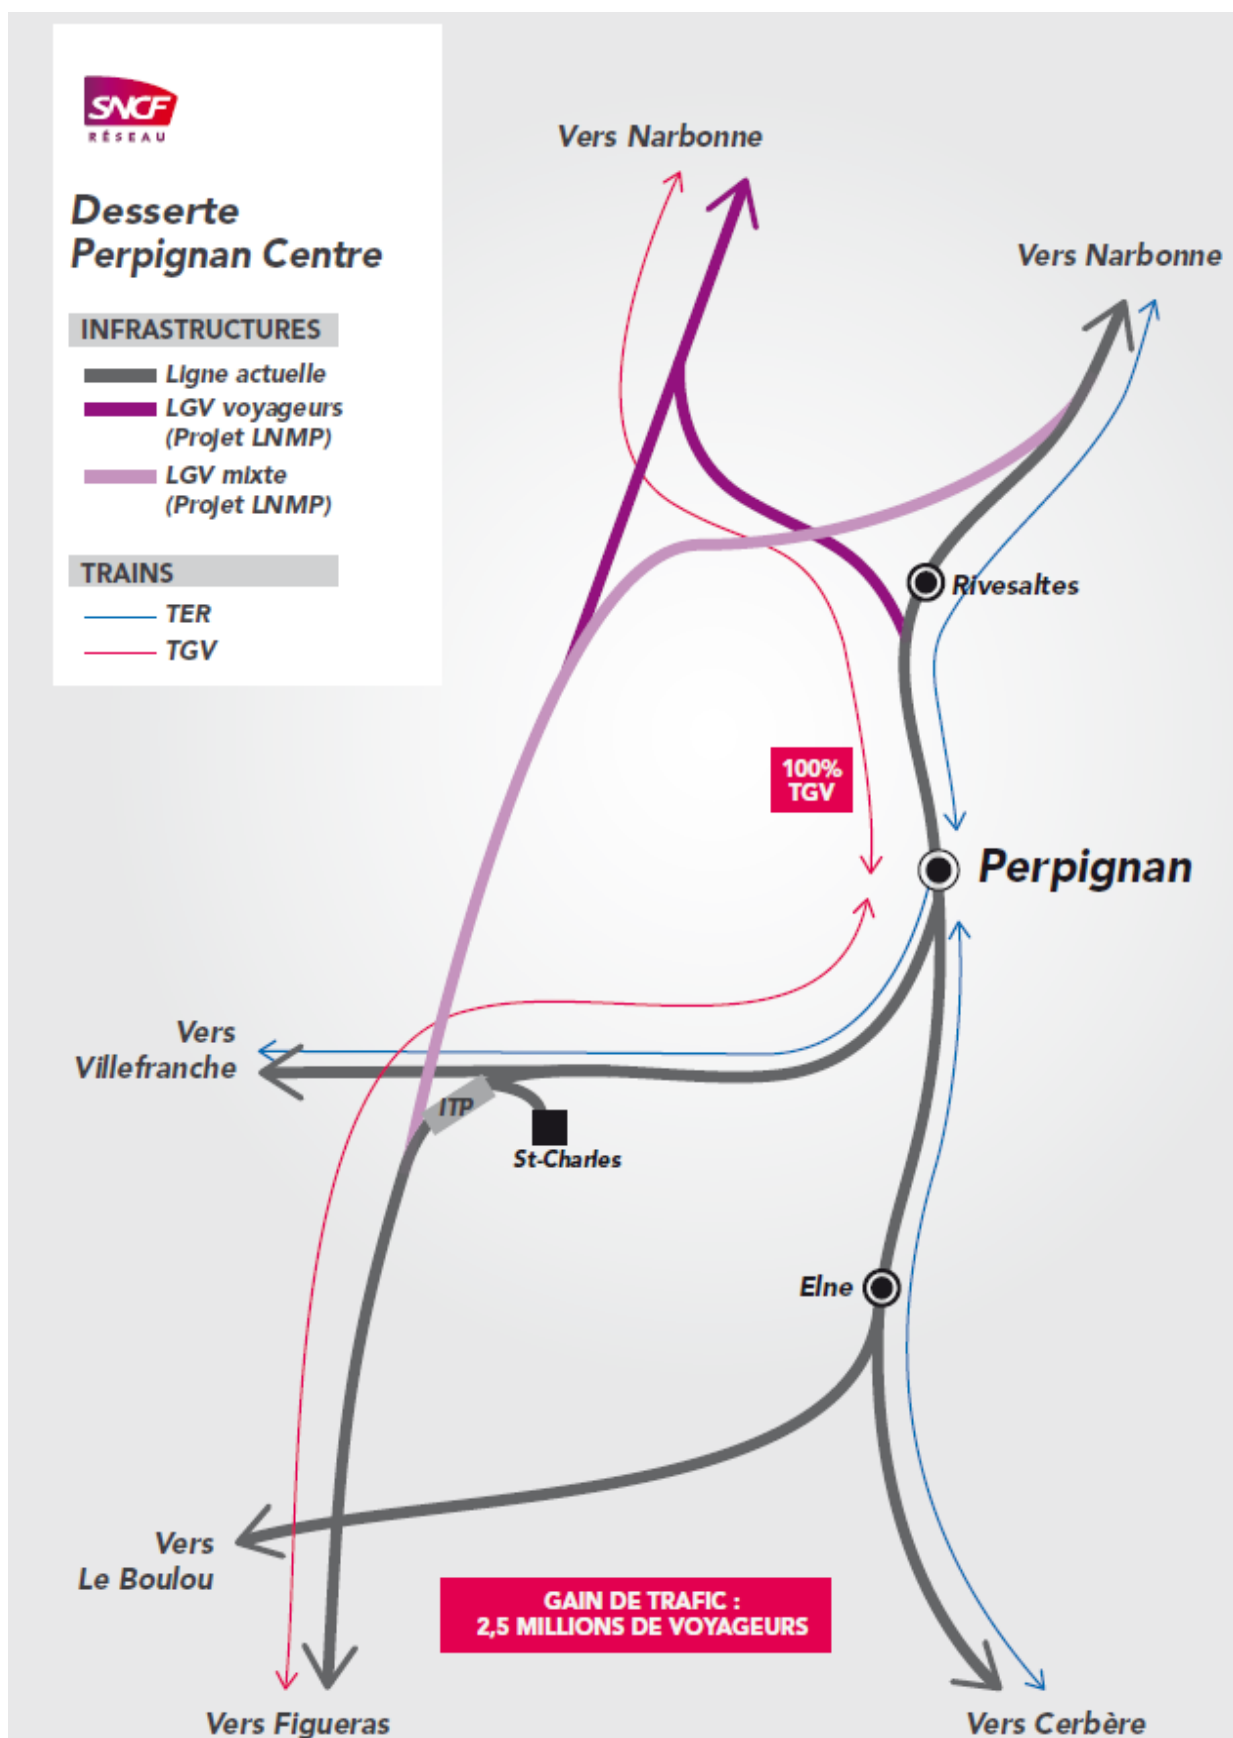 SNCF
RÉSEAU
Desserte
Perpignan Centre
INFRASTRUCTURES
Ligne actuelle
LGV voyageurs
(Projet LNMP)
LGV mixte
(Projet LNMP)
TRAINS
TER
TGV
Vers Narbonne
Vers Narbonne
Rivesaltes
100%
TGV
Perpignan
Vers
Villefranche
ITP
St-Charles
Elne
Vers
Le Boulou
GAIN DE TRAFIC :
2,5 MILLIONS DE VOYAGEURS
Vers Figueras
Vers Cerbère